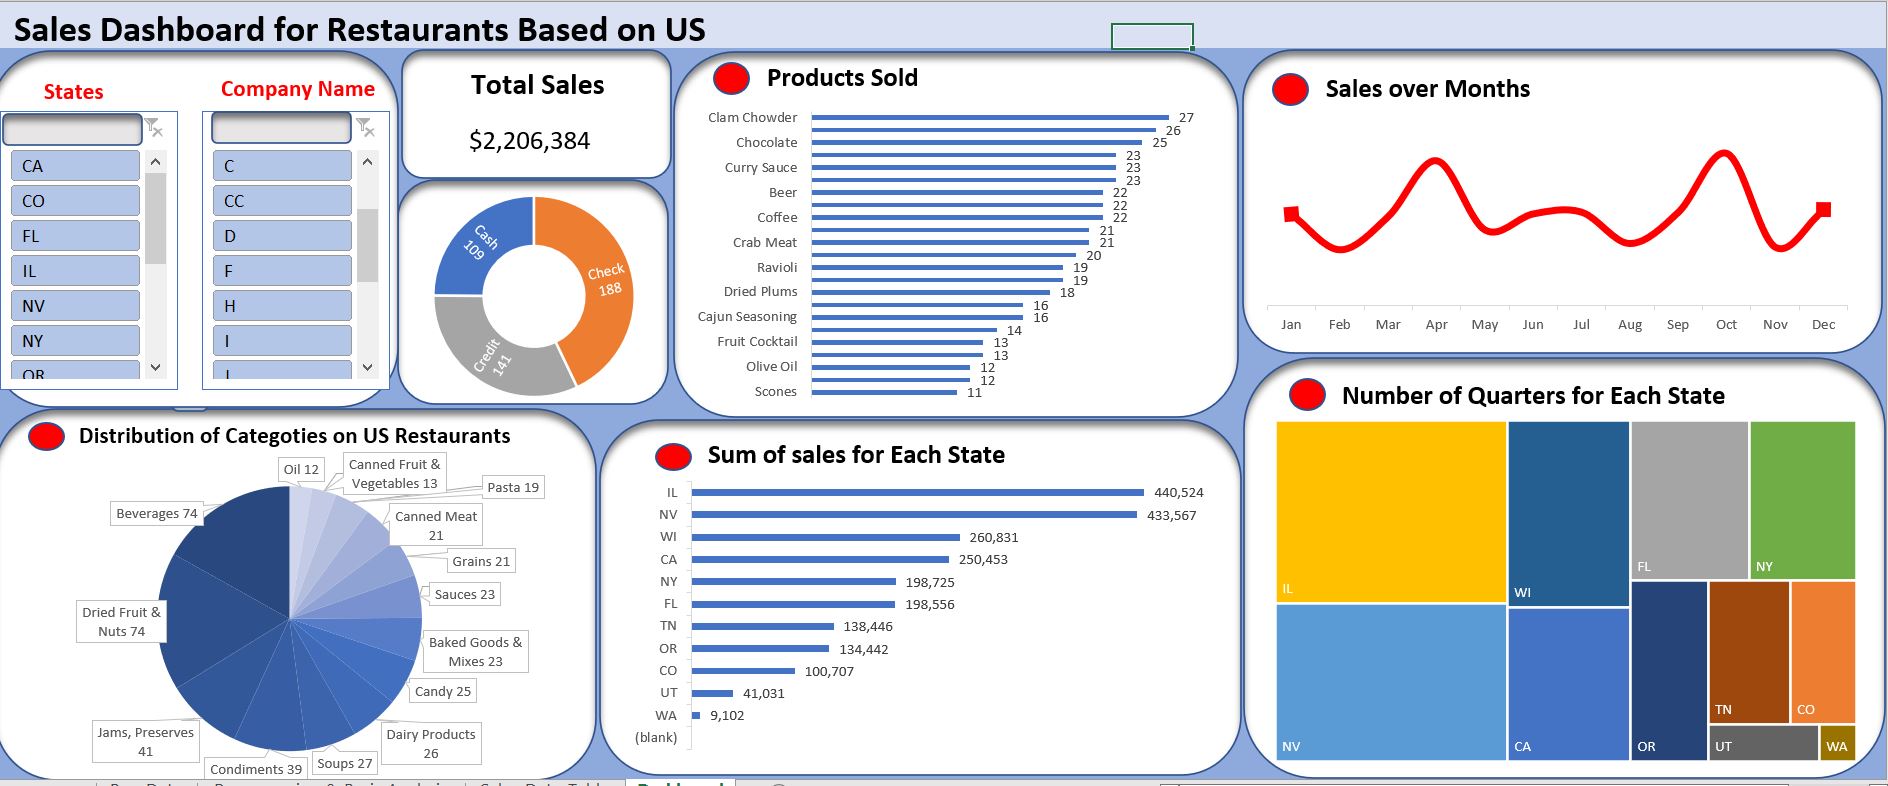 Sales Dashboard for Restaurants Based on US
States
CA
CO
FL
IL
NV
NY
OR
Company Name
C
CC
D
F
H
I
Total Sales
$2,206,384
Cash
109
Check
188
Credit
141
Products Sold
Clam Chowder 27
26
Chocolate 25
23
Curry Sauce 23
23
Beer 22
22
Coffee 22
21
Crab Meat 21
20
Ravioli 19
19
Dried Plums 18
16
Cajun Seasoning 16
14
Fruit Cocktail 13
13
Olive Oil 12
12
Scones 11
Sales over Months
Jan Feb Mar Apr May Jun Jul Aug Sep Oct Nov Dec
Distribution of Categoties on US Restaurants
Oil 12
Canned Fruit &
Vegetables 13
Pasta 19
Canned Meat
21
Grains 21
Sauces 23
Baked Goods &
Mixes 23
Candy 25
Dairy Products
26
Soups 27
Condiments 39
Jams, Preserves
41
Dried Fruit &
Nuts 74
Beverages 74
Sum of sales for Each State
IL 440,524
NV 433,567
WI 260,831
CA 250,453
NY 198,725
FL 198,556
TN 138,446
OR 134,442
CO 100,707
UT 41,031
WA 9,102
(blank)
Number of Quarters for Each State
IL
NV
WI
CA
FL
NY
OR
TN
CO
UT
WA
Dashboard